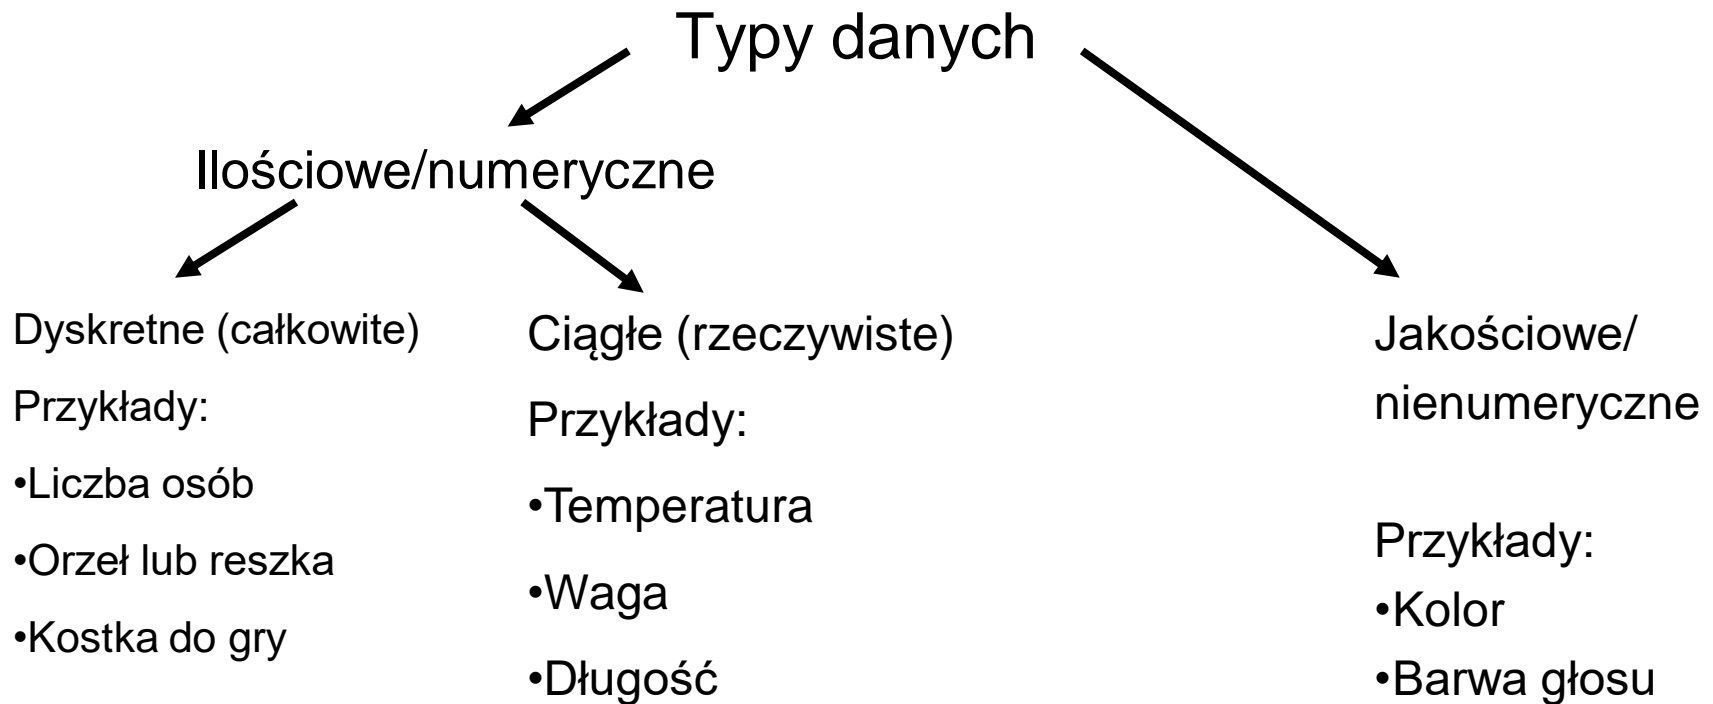 Typy danych
Ilościowe/numeryczne
Dyskretne (całkowite)
Przykłady:
•Liczba osób
•Orzeł lub reszka
•Kostka do gry
Ciągłe (rzeczywiste)
Przykłady:
•Temperatura
•Waga
•Długość
Jakościowe/
nienumeryczne
Przykłady:
•Kolor
•Barwa głosu